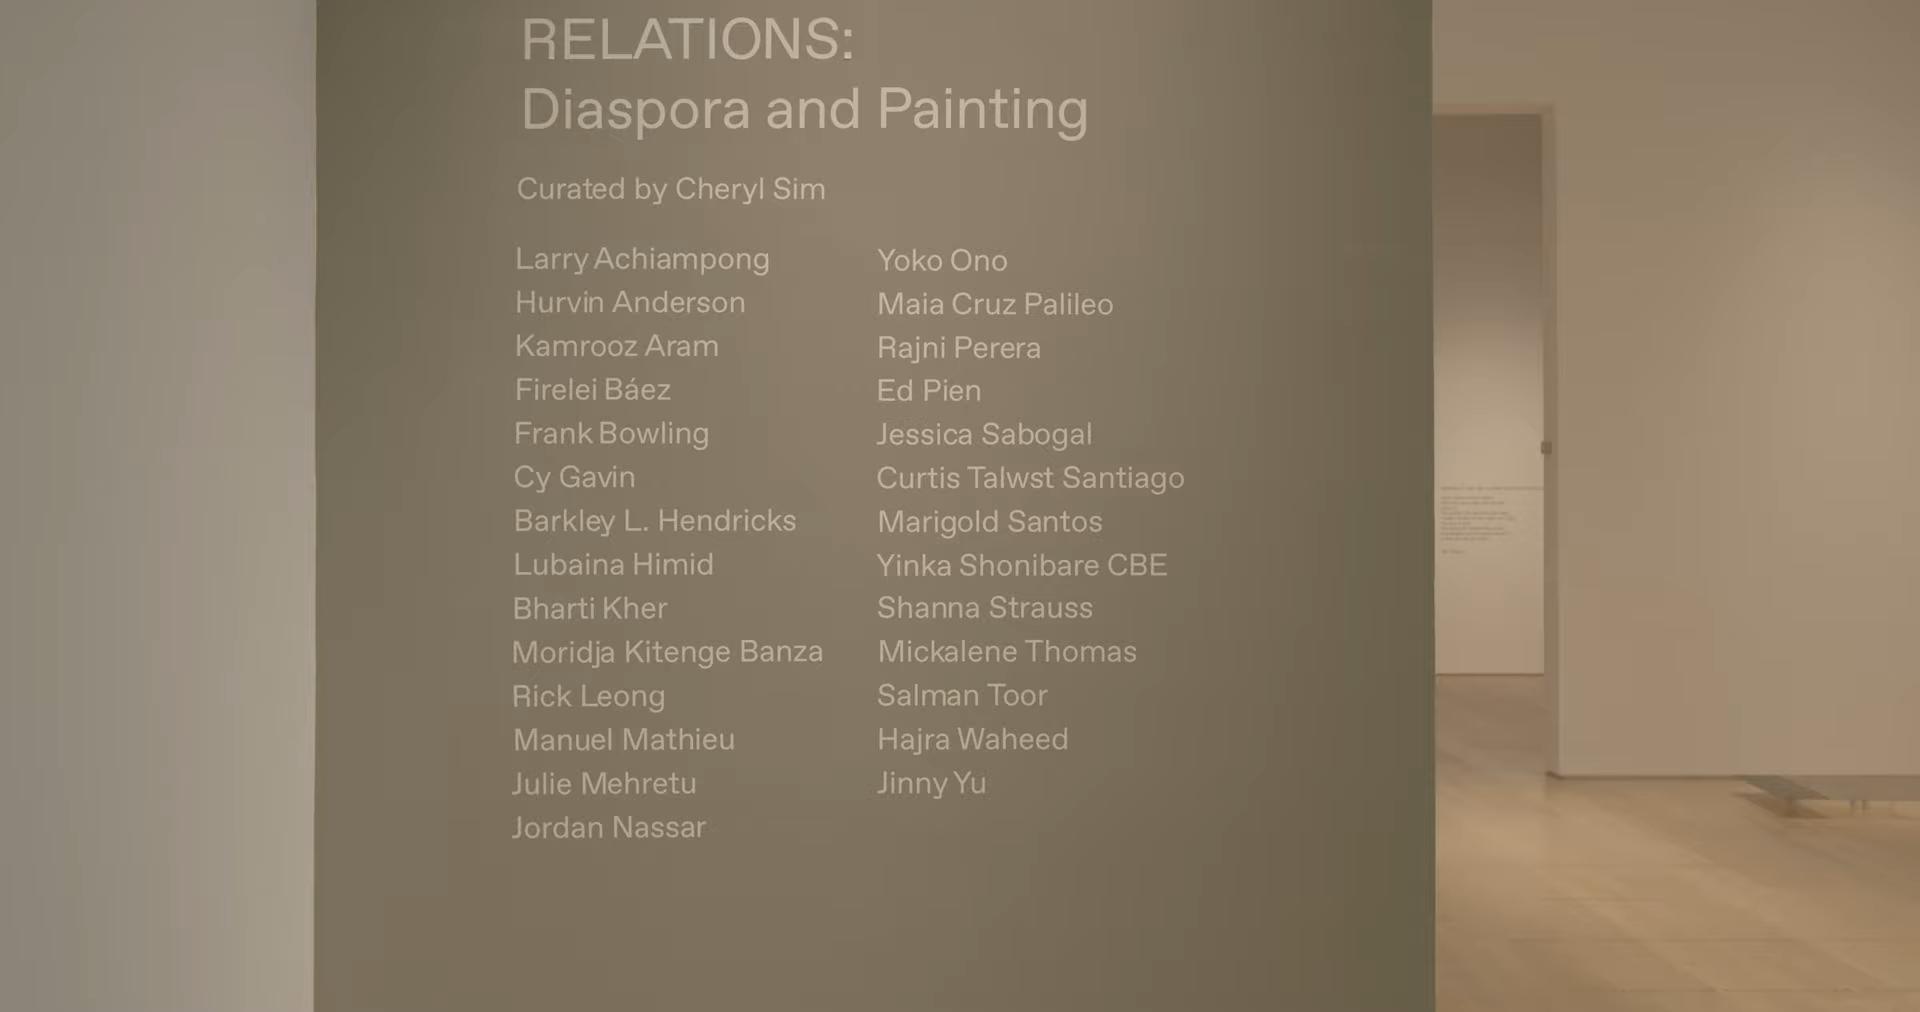 RELATIONS:
Diaspora and Painting
Curated by Cheryl Sim
Larry Achiampong
Hurvin Anderson
Kamrooz Aram
Firelei Báez
Frank Bowling
Cy Gavin
Barkley L. Hendricks
Lubaina Himid
Bharti Kher
Moridja Kitenge Banza
Rick Leong
Manuel Mathieu
Julie Mehretu
Jordan Nassar
Yoko Ono
Maia Cruz Palileo
Rajni Perera
Ed Pien
Jessica Sabogal
Curtis Talwst Santiago
Marigold Santos
Yinka Shonibare CBE
Shanna Strauss
Mickalene Thomas
Salman Toor
Hajra Waheed
Jinny Yu